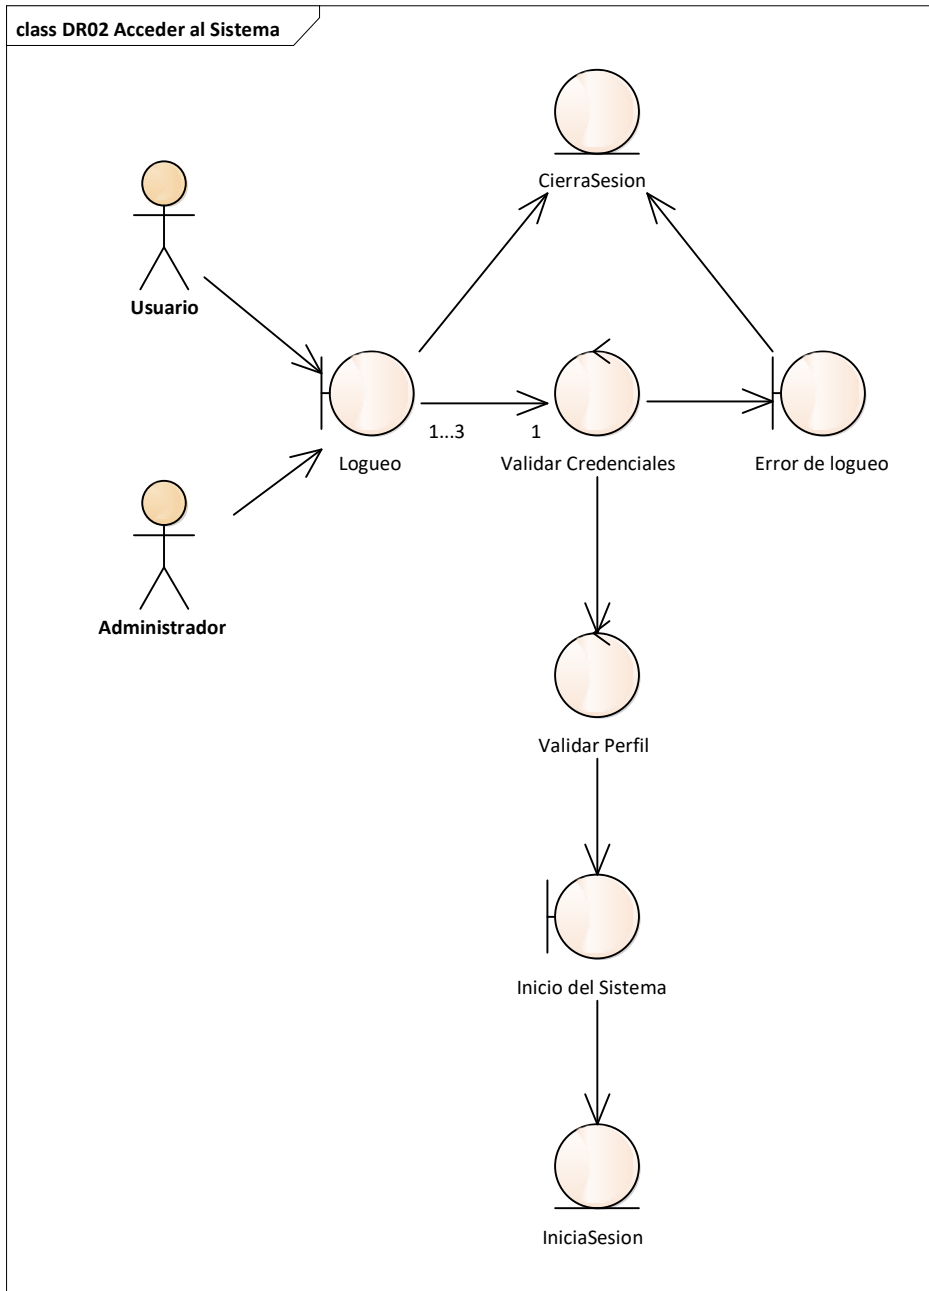 class DR02 Acceder al Sistema
CierraSesion
Usuario
1...3
1
Logueo
Validar Credenciales
Error de logueo
Administrador
Validar Perfil
Inicio del Sistema
IniciaSesion